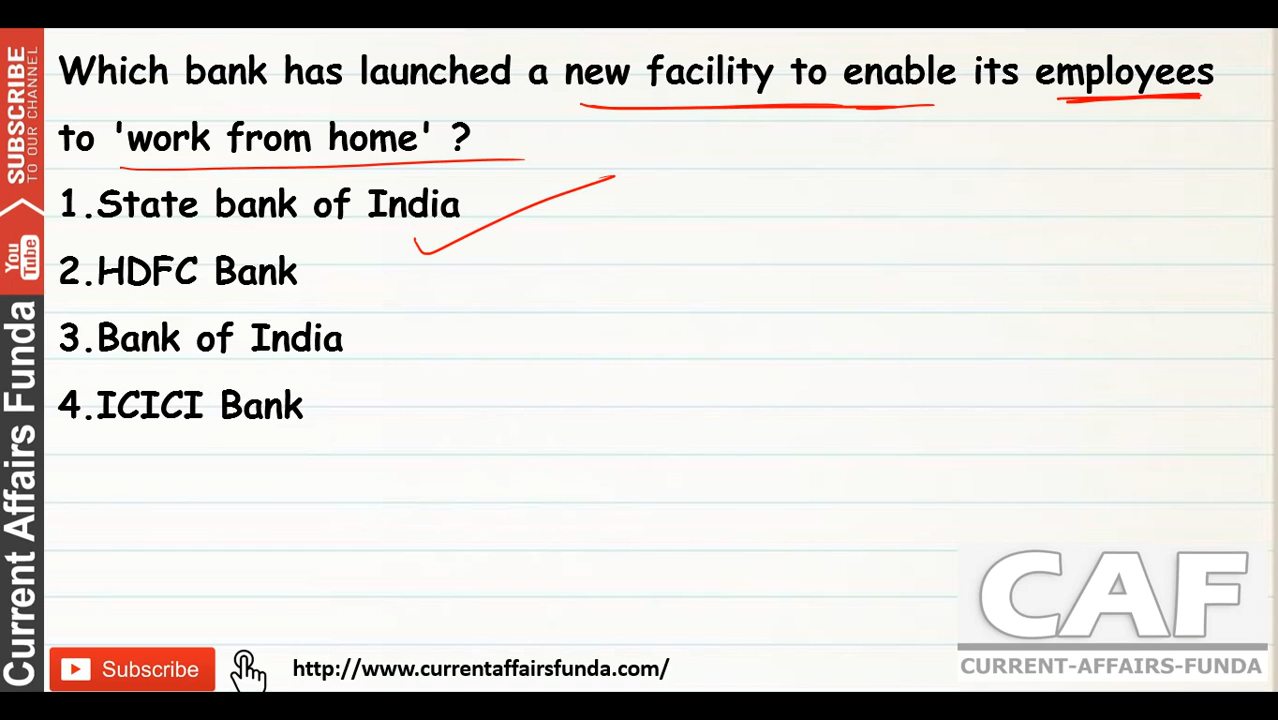 Which bank has launched a new facility to enable its employees
to 'work from home' ?
1.State bank of India
2.HDFC Bank
3.Bank of India
4.ICICI Bank
SUBSCRIBE
TO OUR CHANNEL
You
Tube
Current Affairs Funda
CAF
CURRENT-AFFAIRS-FUNDA
Subscribe
http://www.currentaffairsfunda.com/